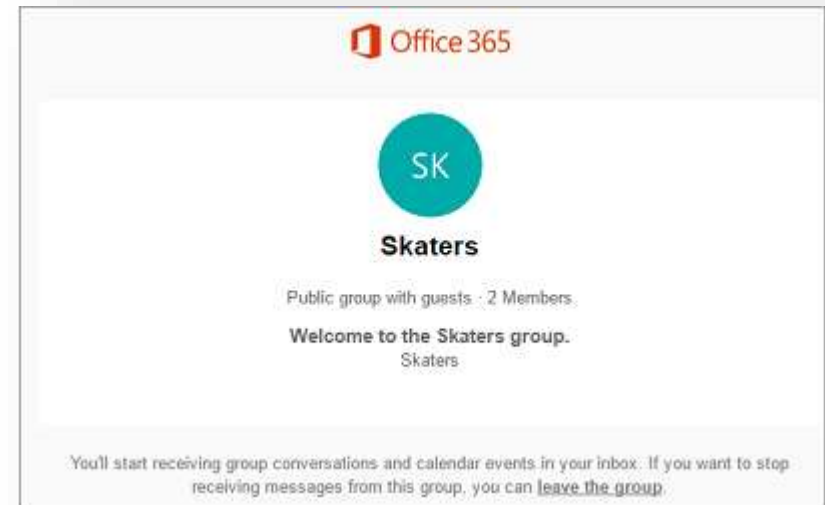 Office 365
SK
Skaters
Public group with guests · 2 Members
Welcome to the Skaters group.
Skaters
You'll start receiving group conversations and calendar events in your inbox. If you want to stop
receiving messages from this group, you can leave the group.